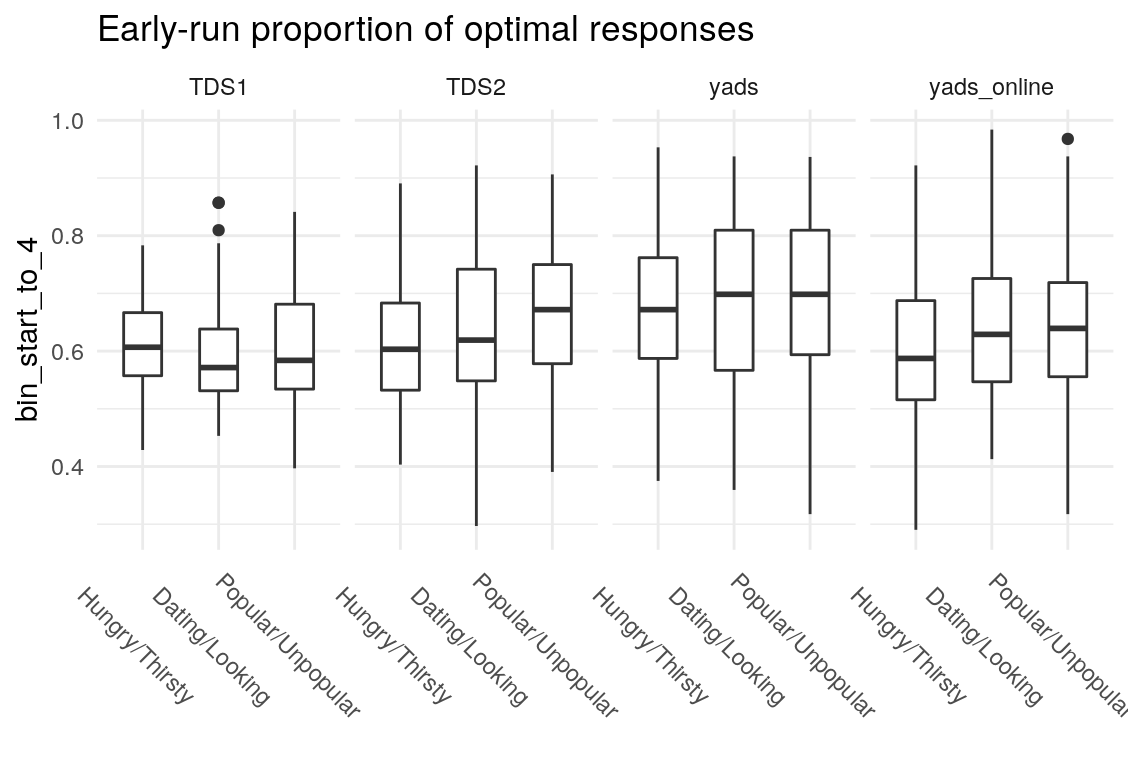 Early-run proportion of optimal responses
TDS1
TDS2
yads
yads_online
bin_start_to_4
1.0
0.8
0.6
0.4
Hungry/Thirsty
Dating/Looking
Popular/Unpopular
Hungry/Thirsty
Dating/Looking
Popular/Unpopular
Hungry/Thirsty
Dating/Looking
Popular/Unpopular
Hungry/Thirsty
Dating/Looking
Popular/Unpopular